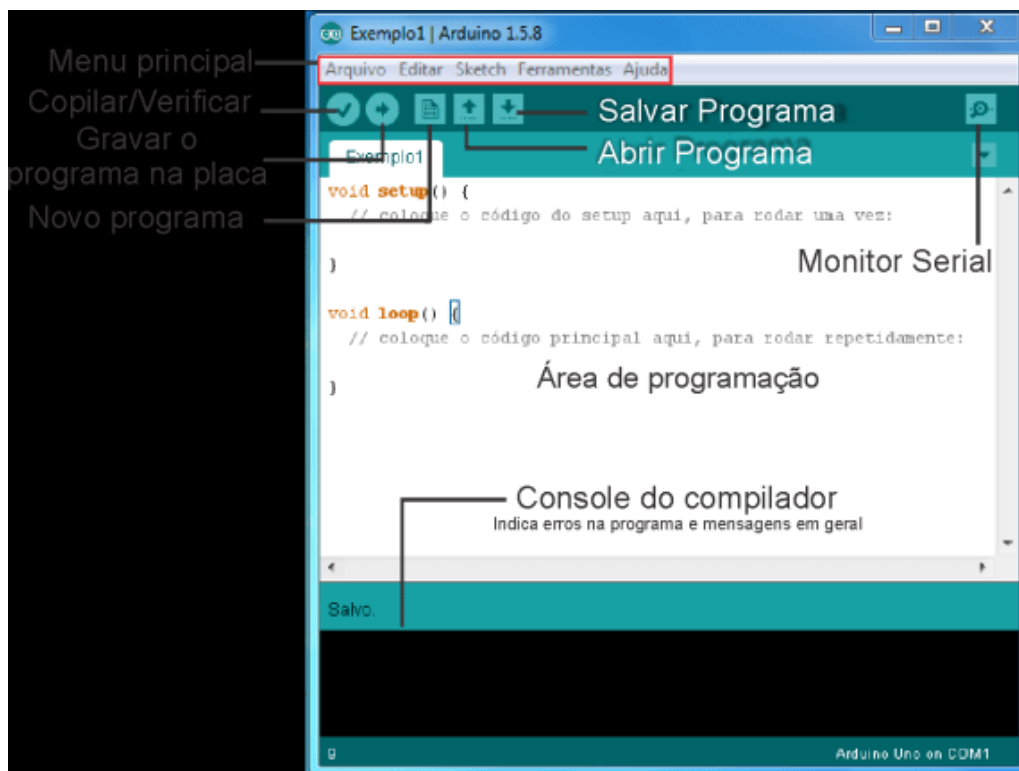 Exemplo1 | Arduino 1.5.8
Menu principal
Arquivo Editar Sketch Ferramentas Ajuda
Copilar/Verificar
Salvar Programa
Gravar o
programa na placa
Abrir Programa
Exemplo1
Novo programa
void setup() {
// coloque o código do setup aqui, para rodar uma vez:
}
Monitor Serial
void loop() {
// coloque o código principal aqui, para rodar repetidamente:
}
Área de programação
Console do compilador
Indica erros na programa e mensagens em geral
Salvo.
9
Arduino Uno on COM1